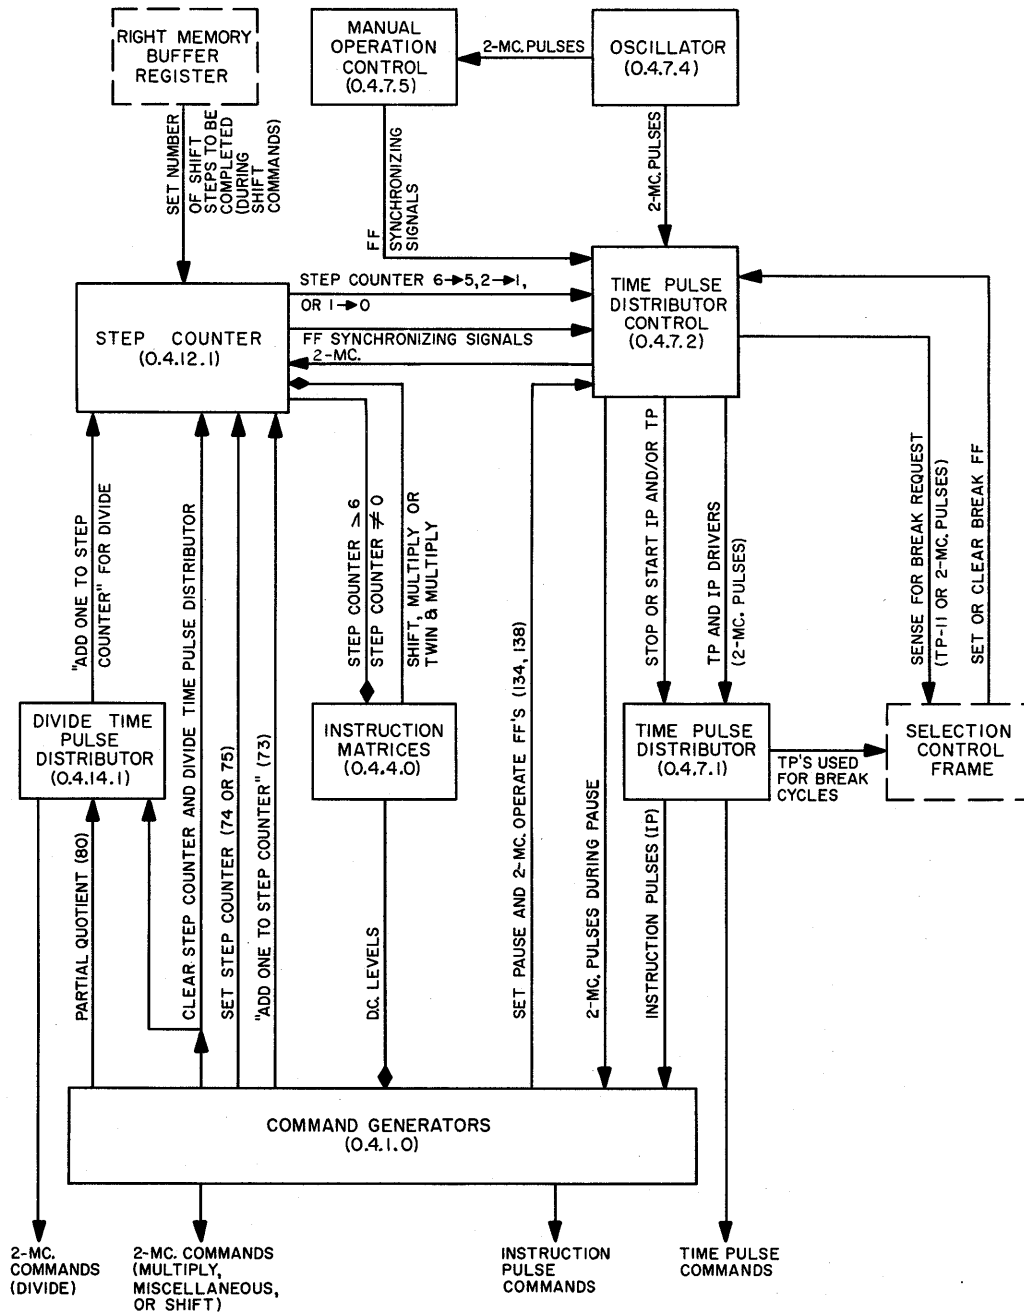 RIGHT MEMORY
BUFFER
REGISTER
MANUAL
OPERATION
CONTROL
(0.4.7.5)
2-MC. PULSES
OSCILLATOR
(0.4.7.4)
SET NUMBER
OF SHIFT
STEPS TO BE
COMPLETED
(DURING
SHIFT
COMMANDS)
FF
SYNCHRONIZING
SIGNALS
2-MC. PULSES
STEP COUNTER
(0.4.12.1)
STEP COUNTER 6→5,2→1,
OR 1→0
FF SYNCHRONIZING SIGNALS
2-MC.
TIME PULSE
DISTRIBUTOR
CONTROL
(0.4.7.2)
"ADD ONE TO STEP
COUNTER" FOR DIVIDE
CLEAR STEP COUNTER AND DIVIDE TIME PULSE DISTRIBUTOR
SET STEP COUNTER (74 OR 75)
"ADD ONE TO STEP COUNTER" (73)
STEP COUNTER ≥6
STEP COUNTER ≠0
SHIFT, MULTIPLY OR
TWIN & MULTIPLY
SET PAUSE AND 2-MC. OPERATE FF'S (134, 138)
2-MC. PULSES DURING PAUSE
STOP OR START IP AND/OR TP
TP AND IP DRIVERS
(2-MC. PULSES)
SENSE FOR BREAK REQUEST
(TP-11 OR 2-MC. PULSES)
SET OR CLEAR BREAK FF
DIVIDE TIME
PULSE
DISTRIBUTOR
(0.4.14.1)
INSTRUCTION
MATRICES
(0.4.4.0)
TIME PULSE
DISTRIBUTOR
(0.4.7.1)
TP'S USED
FOR BREAK
CYCLES
SELECTION
CONTROL
FRAME
PARTIAL QUOTIENT (80)
D.C. LEVELS
INSTRUCTION PULSES (IP)
COMMAND GENERATORS
(0.4.1.0)
2-MC.
COMMANDS
(DIVIDE)
2-MC. COMMANDS
(MULTIPLY,
MISCELLANEOUS,
OR SHIFT)
INSTRUCTION
PULSE
COMMANDS
TIME PULSE
COMMANDS